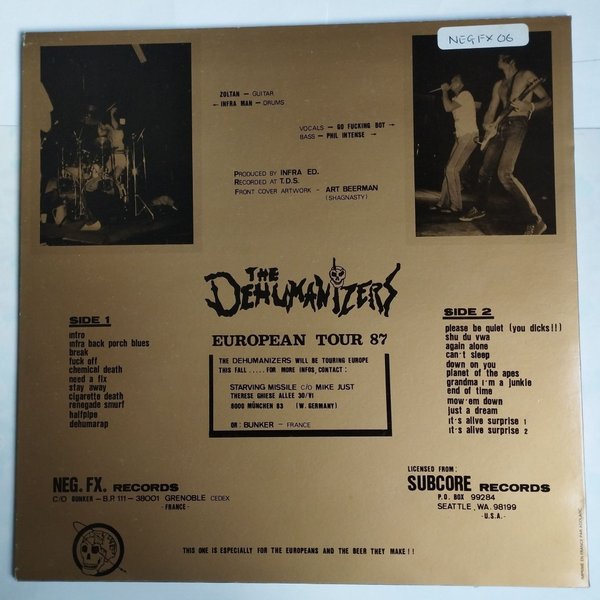 NEGFX 06
ZOLTAN — GUITAR
← INFRA MAN — DRUMS
VOCALS — GO FUCKING BOY →
BASS — PHIL INTENSE →
PRODUCED BY INFRA ED.
RECORDED AT T.D.S.
FRONT COVER ARTWORK - ART BEERMAN
(SHAGNASTY)
THE
DEHUMANIZERS
EUROPEAN TOUR 87
THE DEHUMANIZERS WILL BE TOURING EUROPE
THIS FALL ..... FOR MORE INFOS, CONTACT :
STARVING MISSILE C/O MIKE JUST
THERESE GHIESE ALLEE 30/VI
8000 MÜNCHEN 83 (W. GERMANY)
OR : BUNKER — FRANCE
SIDE 1
intro
infra back porch blues
break
fuck off
chemical death
need a fix
stay away
cigarette death
renegade smurf
halfpipe
dehumarap
SIDE 2
please be quiet (you dicks!!)
shu du vwa
again alone
can't sleep
down on you
planet of the apes
grandma i'm a junkie
end of time
mow'em down
just a dream
it's alive surprise 1
it's alive surprise 2
NEG. FX. RECORDS
C/O BUNKER — B.P. 111 — 38001 GRENOBLE CEDEX
- FRANCE -
LICENSED FROM :
SUBCORE RECORDS
P.O. BOX 99284
SEATTLE, WA. 98199
- U.S.A. -
THIS ONE IS ESPECIALLY FOR THE EUROPEANS AND THE BEER THEY MAKE !!